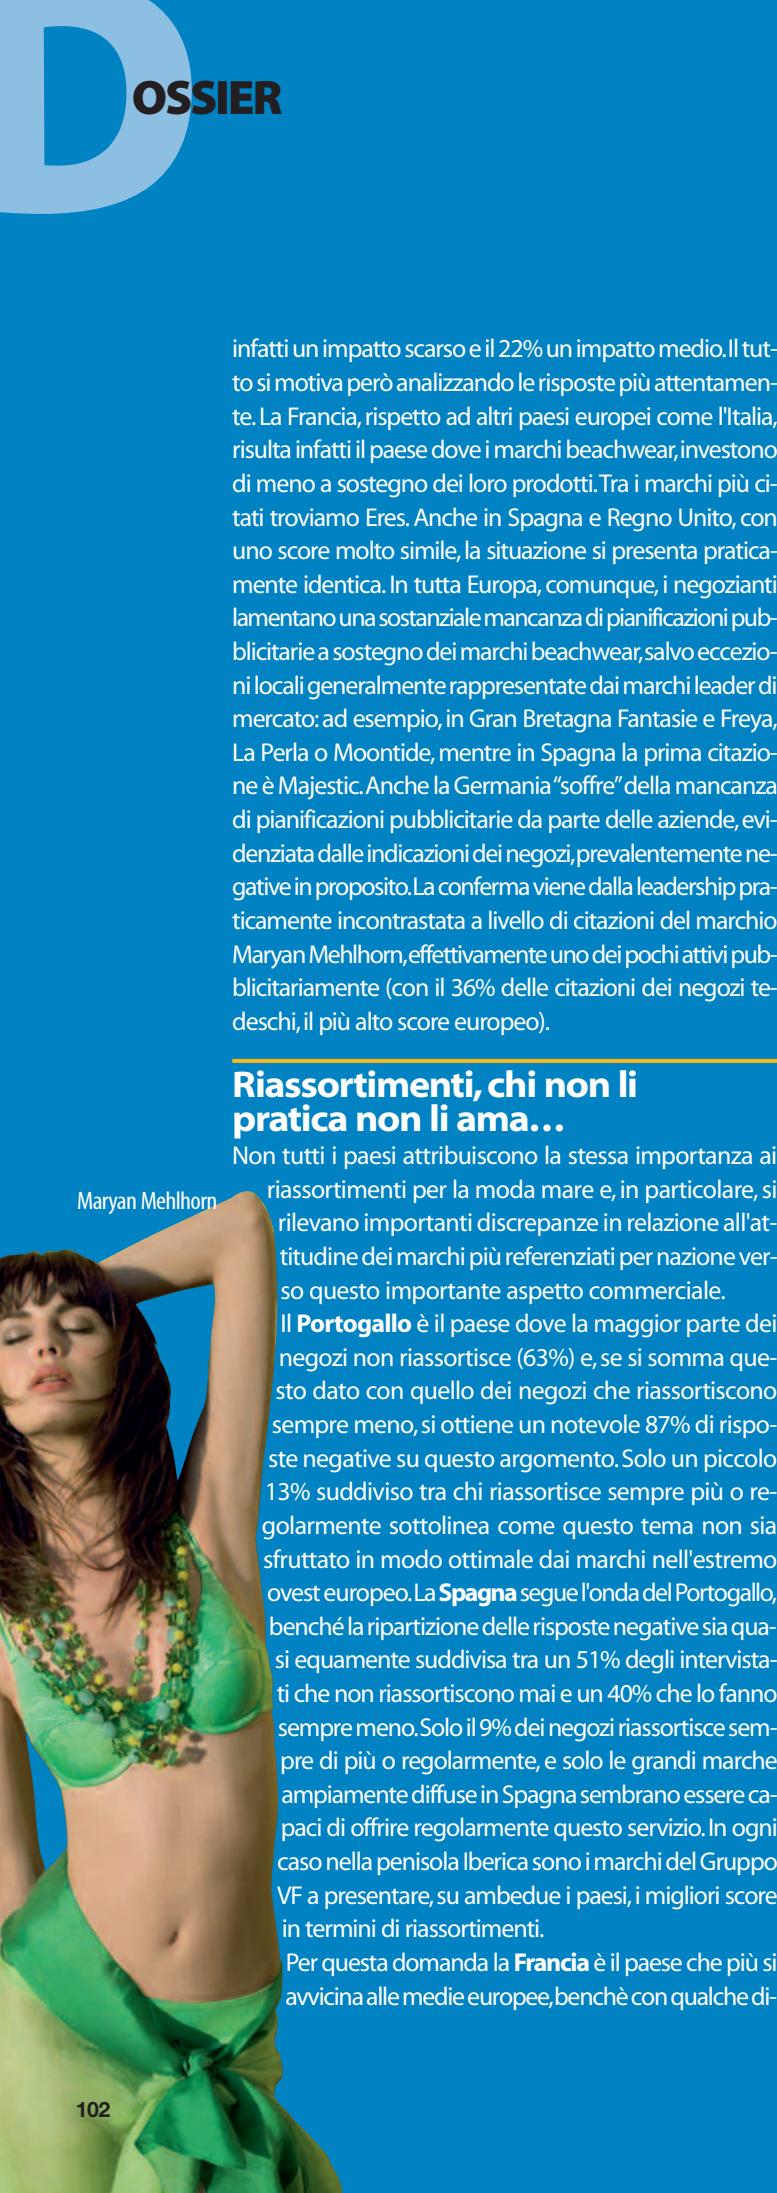 DOSSIER
infatti un impatto scarso e il 22% un impatto medio. Il tut-
to si motiva però analizzando le risposte più attentamen-
te. La Francia, rispetto ad altri paesi europei come l'Italia,
risulta infatti il paese dove i marchi beachwear, investono
di meno a sostegno dei loro prodotti. Tra i marchi più ci-
tati troviamo Eres. Anche in Spagna e Regno Unito, con
uno score molto simile, la situazione si presenta pratica-
mente identica. In tutta Europa, comunque, i negozianti
lamentano una sostanziale mancanza di pianificazioni pub-
blicitarie a sostegno dei marchi beachwear, salvo eccezio-
ni locali generalmente rappresentate dai marchi leader di
mercato: ad esempio, in Gran Bretagna Fantasie e Freya,
La Perla o Moontide, mentre in Spagna la prima citazio-
ne è Majestic. Anche la Germania “soffre” della mancanza
di pianificazioni pubblicitarie da parte delle aziende, evi-
denziata dalle indicazioni dei negozi, prevalentemente ne-
gative in proposito. La conferma viene dalla leadership pra-
ticamente incontrastata a livello di citazioni del marchio
Maryan Mehlhorn, effettivamente uno dei pochi attivi pub-
blicitariamente (con il 36% delle citazioni dei negozi te-
deschi, il più alto score europeo).
Riassortimenti, chi non li
pratica non li ama…
Non tutti i paesi attribuiscono la stessa importanza ai
riassortimenti per la moda mare e, in particolare, si
rilevano importanti discrepanze in relazione all'at-
titudine dei marchi più referenziati per nazione ver-
so questo importante aspetto commerciale.
Il Portogallo è il paese dove la maggior parte dei
negozi non riassortisce (63%) e, se si somma que-
sto dato con quello dei negozi che riassortiscono
sempre meno, si ottiene un notevole 87% di rispo-
ste negative su questo argomento. Solo un piccolo
13% suddiviso tra chi riassortisce sempre più o re-
golarmente sottolinea come questo tema non sia
sfruttato in modo ottimale dai marchi nell'estremo
ovest europeo. La Spagna segue l'onda del Portogallo,
benché la ripartizione delle risposte negative sia qua-
si equamente suddivisa tra un 51% degli intervista-
ti che non riassortiscono mai e un 40% che lo fanno
sempre meno. Solo il 9% dei negozi riassortisce sem-
pre di più o regolarmente, e solo le grandi marche
ampiamente diffuse in Spagna sembrano essere ca-
paci di offrire regolarmente questo servizio. In ogni
caso nella penisola Iberica sono i marchi del Gruppo
VF a presentare, su ambedue i paesi, i migliori score
in termini di riassortimenti.
Per questa domanda la Francia è il paese che più si
avvicina alle medie europee, benchè con qualche di-
Maryan Mehlhorn
102